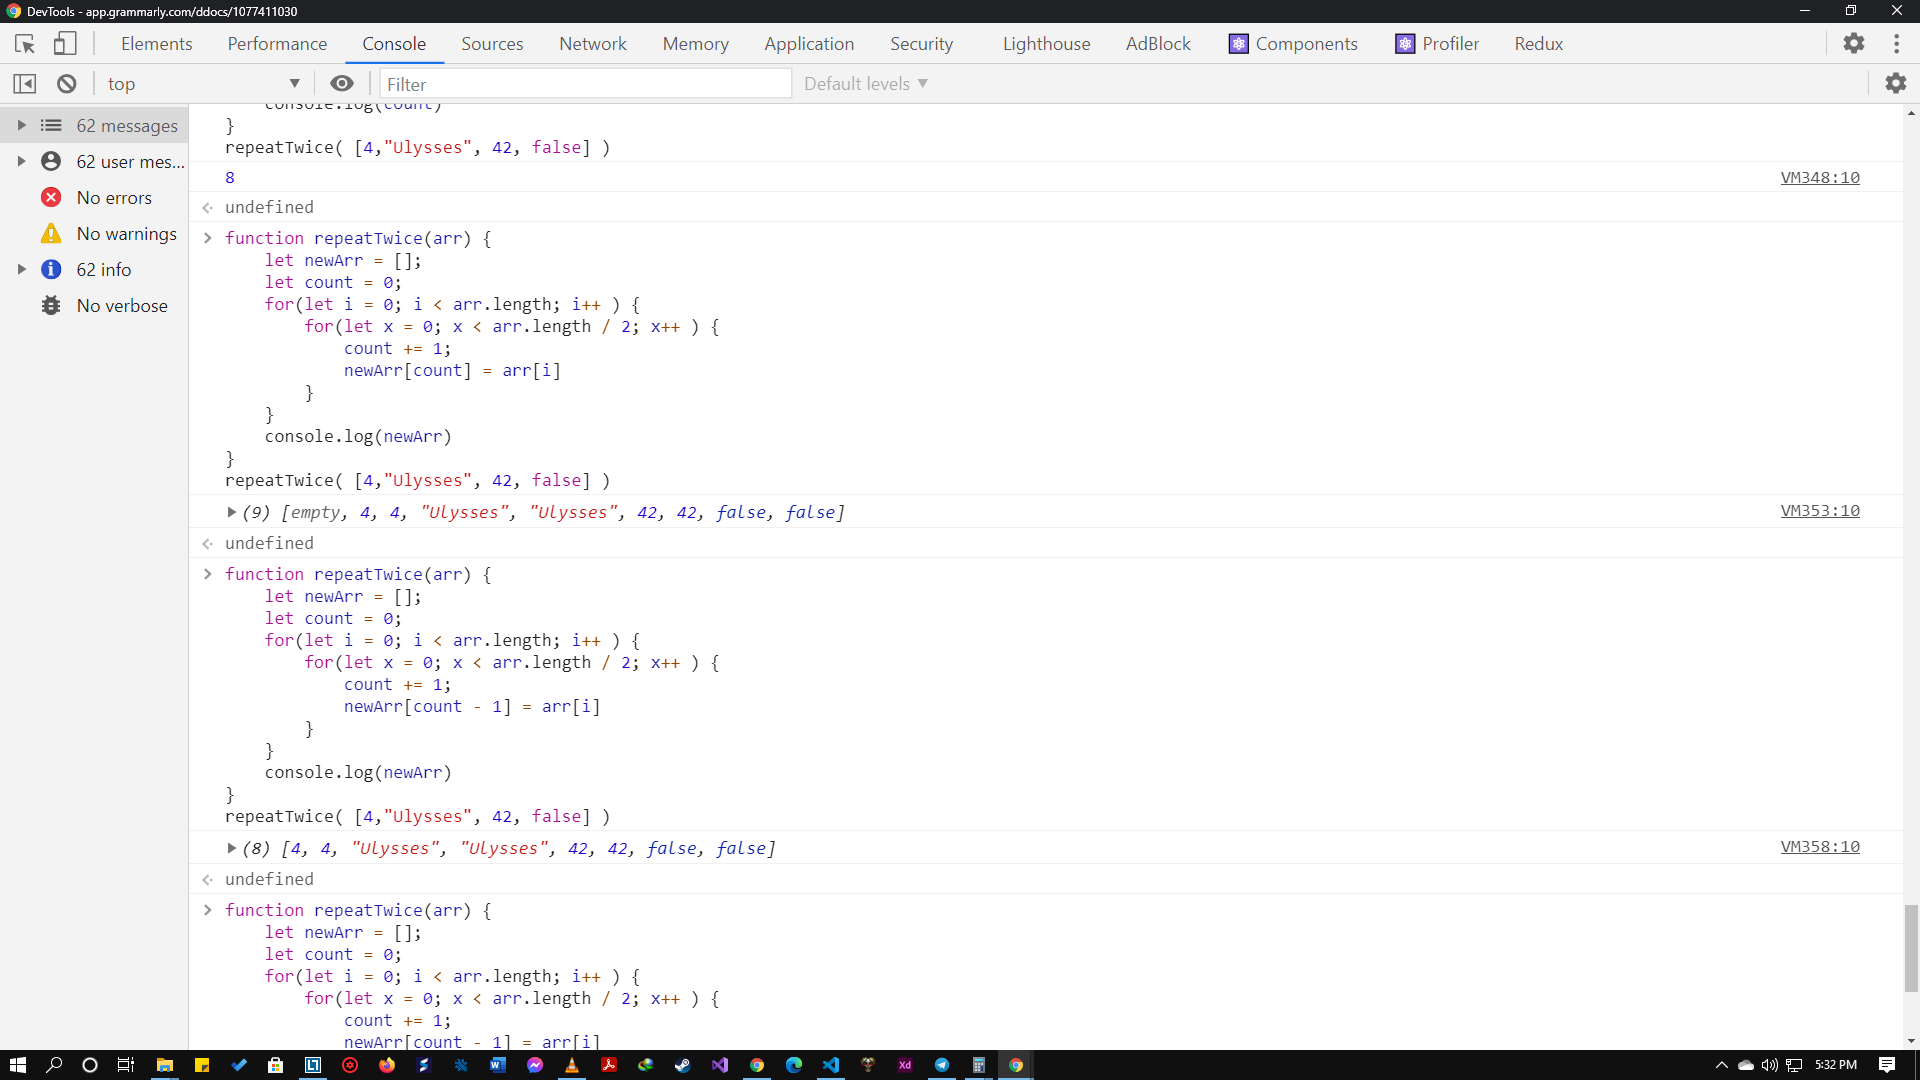 DevTools - app.grammarly.com/ddocs/1077411030
Elements Performance Console Sources Network Memory Application Security Lighthouse AdBlock Components Profiler Redux
top Filter Default levels
62 messages
62 user mes...
No errors
No warnings
62 info
No verbose
console.log(count)
}
repeatTwice( [4,"Ulysses", 42, false] )
8 VM348:10
undefined
function repeatTwice(arr) {
let newArr = [];
let count = 0;
for(let i = 0; i < arr.length; i++ ) {
for(let x = 0; x < arr.length / 2; x++ ) {
count += 1;
newArr[count] = arr[i]
}
}
console.log(newArr)
}
repeatTwice( [4,"Ulysses", 42, false] )
(9) [empty, 4, 4, "Ulysses", "Ulysses", 42, 42, false, false] VM353:10
undefined
function repeatTwice(arr) {
let newArr = [];
let count = 0;
for(let i = 0; i < arr.length; i++ ) {
for(let x = 0; x < arr.length / 2; x++ ) {
count += 1;
newArr[count - 1] = arr[i]
}
}
console.log(newArr)
}
repeatTwice( [4,"Ulysses", 42, false] )
(8) [4, 4, "Ulysses", "Ulysses", 42, 42, false, false] VM358:10
undefined
function repeatTwice(arr) {
let newArr = [];
let count = 0;
for(let i = 0; i < arr.length; i++ ) {
for(let x = 0; x < arr.length / 2; x++ ) {
count += 1;
newArr[count - 1] = arr[i]
5:32 PM